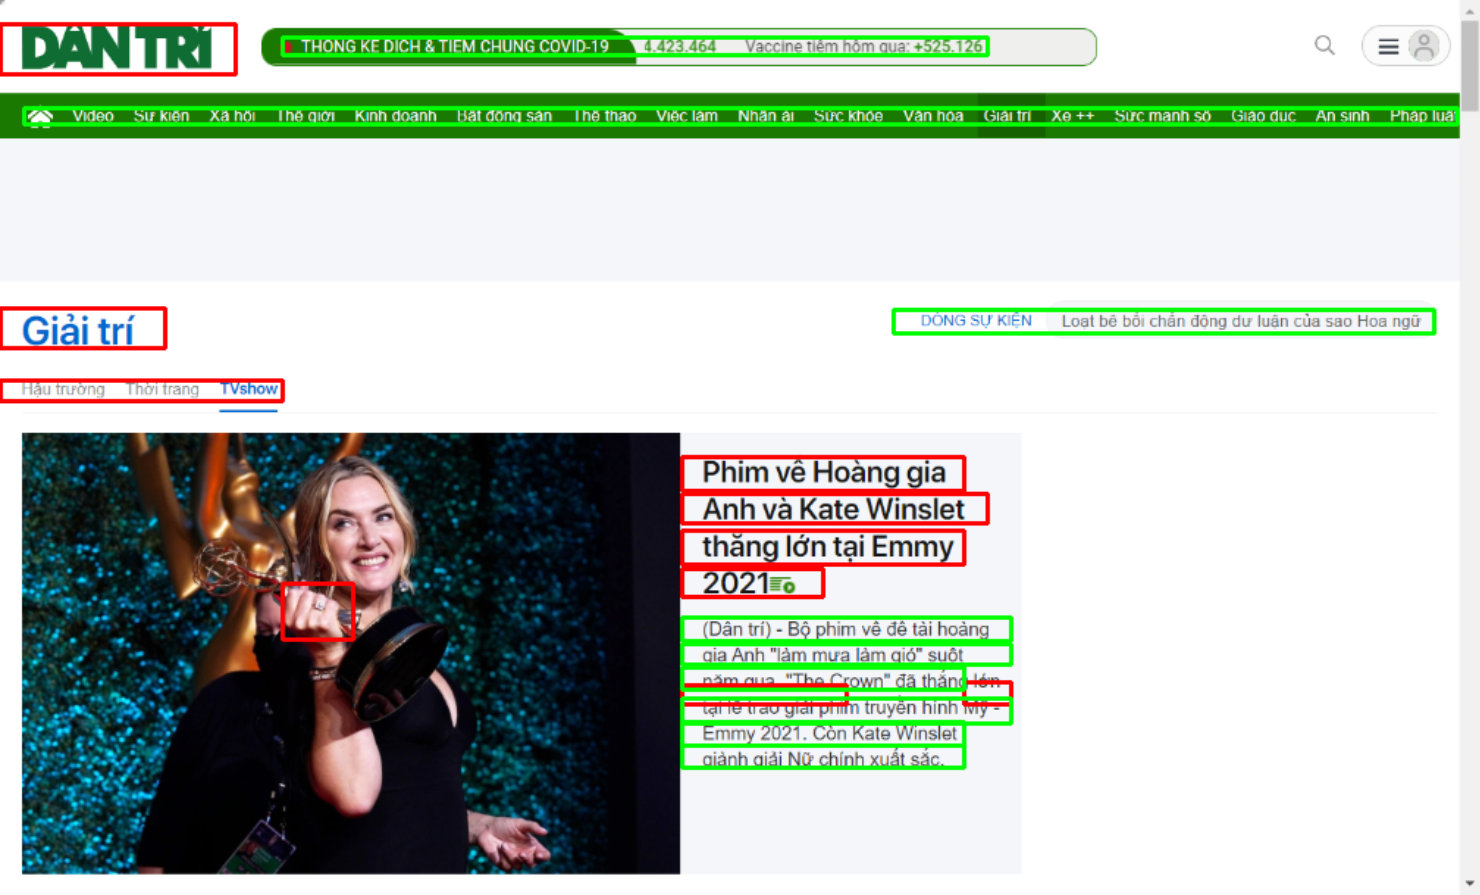 DÂN TRÍ
THỐNG KÊ DỊCH & TIÊM CHỦNG COVID-19 4.423.464 Vaccine tiêm hôm qua: +525.126
Video Sự kiện Xã hội Thế giới Kinh doanh Bất động sản Thể thao Việc làm Nhân ái Sức khỏe Văn hóa Giải trí Xe ++ Sức mạnh số Giáo dục An sinh Pháp luật
Giải trí
DÒNG SỰ KIỆN Loạt bê bối chấn động dư luận của sao Hoa ngữ
Hậu trường Thời trang TVshow
Phim về Hoàng gia
Anh và Kate Winslet
thắng lớn tại Emmy
2021
(Dân trí) - Bộ phim về đề tài hoàng
gia Anh "làm mưa làm gió" suốt
năm qua, "The Crown" đã thắng lớn
tại lễ trao giải phim truyền hình Mỹ -
Emmy 2021. Còn Kate Winslet
giành giải Nữ chính xuất sắc.